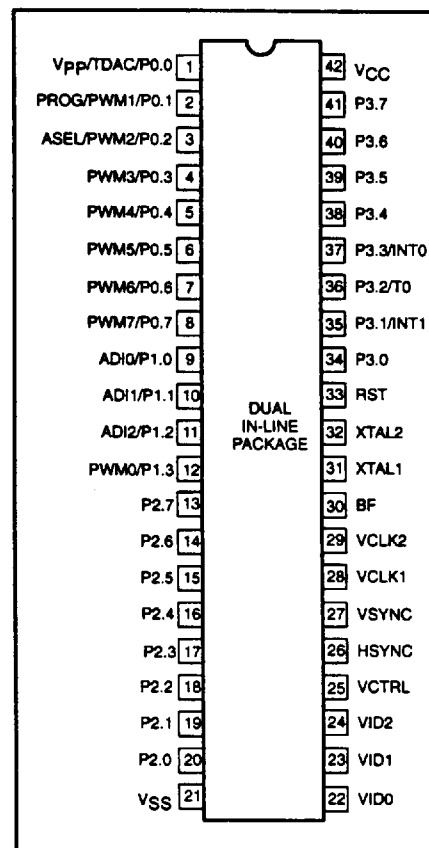 Vpp/TDAC/P0.0 1 42 VCC
PROG/PWM1/P0.1 2 41 P3.7
ASEL/PWM2/P0.2 3 40 P3.6
PWM3/P0.3 4 39 P3.5
PWM4/P0.4 5 38 P3.4
PWM5/P0.5 6 37 P3.3/INT0
PWM6/P0.6 7 36 P3.2/T0
PWM7/P0.7 8 35 P3.1/INT1
ADI0/P1.0 9 34 P3.0
ADI1/P1.1 10 33 RST
ADI2/P1.2 11 32 XTAL2
PWM0/P1.3 12 31 XTAL1
P2.7 13 30 BF
P2.6 14 29 VCLK2
P2.5 15 28 VCLK1
P2.4 16 27 VSYNC
P2.3 17 26 HSYNC
P2.2 18 25 VCTRL
P2.1 19 24 VID2
P2.0 20 23 VID1
VSS 21 22 VID0
DUAL
IN-LINE
PACKAGE